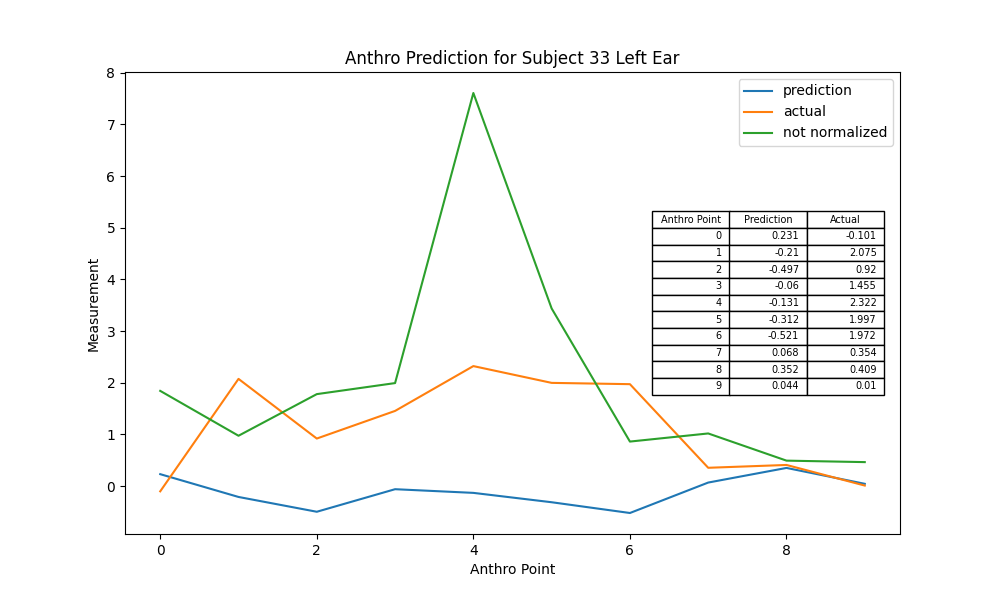 Anthro Prediction for Subject 33 Left Ear
8
7
6
5
4
3
2
1
0
Measurement
prediction
actual
not normalized
Anthro Point Prediction Actual
0 0.231 -0.101
1 -0.21 2.075
2 -0.497 0.92
3 -0.06 1.455
4 -0.131 2.322
5 -0.312 1.997
6 -0.521 1.972
7 0.068 0.354
8 0.352 0.409
9 0.044 0.01
0 2 4 6 8
Anthro Point